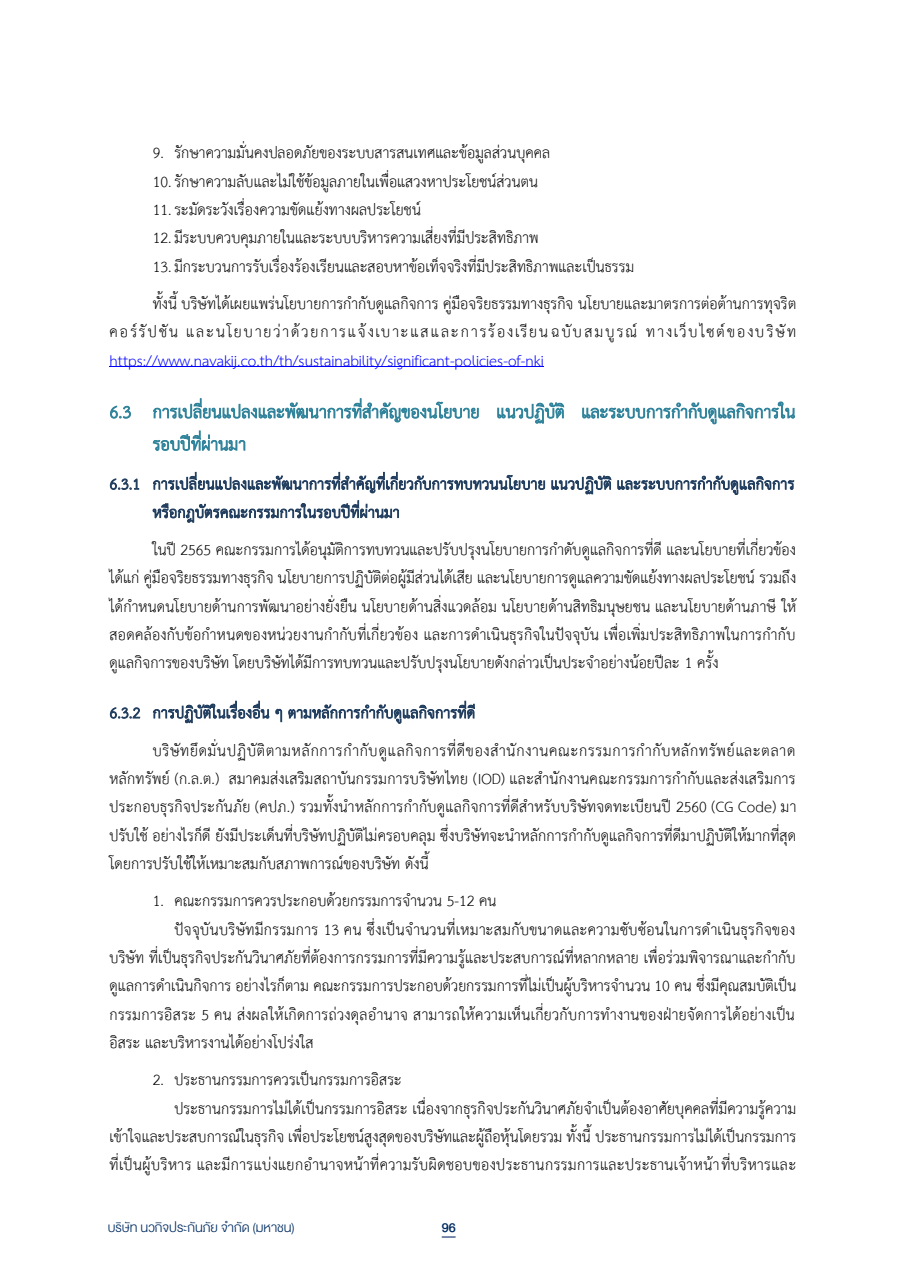 9. รักษาความมั่นคงปลอดภัยของระบบสารสนเทศและข้อมูลส่วนบุคคล
10. รักษาความลับและไม่ใช้ข้อมูลภายในเพื่อแสวงหาประโยชน์ส่วนตน
11. ระมัดระวังเรื่องความขัดแย้งทางผลประโยชน์
12. มีระบบควบคุมภายในและระบบบริหารความเสี่ยงที่มีประสิทธิภาพ
13. มีกระบวนการรับเรื่องร้องเรียนและสอบหาข้อเท็จจริงที่มีประสิทธิภาพและเป็นธรรม
ทั้งนี้ บริษัทได้เผยแพร่นโยบายการกำกับดูแลกิจการ คู่มือจริยธรรมทางธุรกิจ นโยบายและมาตรการต่อต้านการทุจริต
คอร์รัปชัน และนโยบายว่าด้วยการแจ้งเบาะแสและการร้องเรียนฉบับสมบูรณ์ ทางเว็บไซต์ของบริษัท
https://www.navakij.co.th/th/sustainability/significant-policies-of-nki
6.3 การเปลี่ยนแปลงและพัฒนาการที่สำคัญของนโยบาย แนวปฏิบัติ และระบบการกำกับดูแลกิจการใน
รอบปีที่ผ่านมา
6.3.1 การเปลี่ยนแปลงและพัฒนาการที่สำคัญที่เกี่ยวกับการทบทวนนโยบาย แนวปฏิบัติ และระบบการกำกับดูแลกิจการ
หรือกฎบัตรคณะกรรมการในรอบปีที่ผ่านมา
ในปี 2565 คณะกรรมการได้อนุมัติการทบทวนและปรับปรุงนโยบายการกำดับดูแลกิจการที่ดี และนโยบายที่เกี่ยวข้อง
ได้แก่ คู่มือจริยธรรมทางธุรกิจ นโยบายการปฏิบัติต่อผู้มีส่วนได้เสีย และนโยบายการดูแลความขัดแย้งทางผลประโยชน์ รวมถึง
ได้กำหนดนโยบายด้านการพัฒนาอย่างยั่งยืน นโยบายด้านสิ่งแวดล้อม นโยบายด้านสิทธิมนุษยชน และนโยบายด้านภาษี ให้
สอดคล้องกับข้อกำหนดของหน่วยงานกำกับที่เกี่ยวข้อง และการดำเนินธุรกิจในปัจจุบัน เพื่อเพิ่มประสิทธิภาพในการกำกับ
ดูแลกิจการของบริษัท โดยบริษัทได้มีการทบทวนและปรับปรุงนโยบายดังกล่าวเป็นประจำอย่างน้อยปีละ 1 ครั้ง
6.3.2 การปฏิบัติในเรื่องอื่น ๆ ตามหลักการกำกับดูแลกิจการที่ดี
บริษัทยึดมั่นปฏิบัติตามหลักการกำกับดูแลกิจการที่ดีของสำนักงานคณะกรรมการกำกับหลักทรัพย์และตลาด
หลักทรัพย์ (ก.ล.ต.) สมาคมส่งเสริมสถาบันกรรมการบริษัทไทย (IOD) และสำนักงานคณะกรรมการกำกับและส่งเสริมการ
ประกอบธุรกิจประกันภัย (คปภ.) รวมทั้งนำหลักการกำกับดูแลกิจการที่ดีสำหรับบริษัทจดทะเบียนปี 2560 (CG Code) มา
ปรับใช้ อย่างไรก็ดี ยังมีประเด็นที่บริษัทปฏิบัติไม่ครอบคลุม ซึ่งบริษัทจะนำหลักการกำกับดูแลกิจการที่ดีมาปฏิบัติให้มากที่สุด
โดยการปรับใช้ให้เหมาะสมกับสภาพการณ์ของบริษัท ดังนี้
1. คณะกรรมการควรประกอบด้วยกรรมการจำนวน 5-12 คน
ปัจจุบันบริษัทมีกรรมการ 13 คน ซึ่งเป็นจำนวนที่เหมาะสมกับขนาดและความซับซ้อนในการดำเนินธุรกิจของ
บริษัท ที่เป็นธุรกิจประกันวินาศภัยที่ต้องการกรรมการที่มีความรู้และประสบการณ์ที่หลากหลาย เพื่อร่วมพิจารณาและกำกับ
ดูแลการดำเนินกิจการ อย่างไรก็ตาม คณะกรรมการประกอบด้วยกรรมการที่ไม่เป็นผู้บริหารจำนวน 10 คน ซึ่งมีคุณสมบัติเป็น
กรรมการอิสระ 5 คน ส่งผลให้เกิดการถ่วงดุลอำนาจ สามารถให้ความเห็นเกี่ยวกับการทำงานของฝ่ายจัดการได้อย่างเป็น
อิสระ และบริหารงานได้อย่างโปร่งใส
2. ประธานกรรมการควรเป็นกรรมการอิสระ
ประธานกรรมการไม่ได้เป็นกรรมการอิสระ เนื่องจากธุรกิจประกันวินาศภัยจำเป็นต้องอาศัยบุคคลที่มีความรู้ความ
เข้าใจและประสบการณ์ในธุรกิจ เพื่อประโยชน์สูงสุดของบริษัทและผู้ถือหุ้นโดยรวม ทั้งนี้ ประธานกรรมการไม่ได้เป็นกรรมการ
ที่เป็นผู้บริหาร และมีการแบ่งแยกอำนาจหน้าที่ความรับผิดชอบของประธานกรรมการและประธานเจ้าหน้าที่บริหารและ
บริษัท นวกิจประกันภัย จำกัด (มหาชน) 96